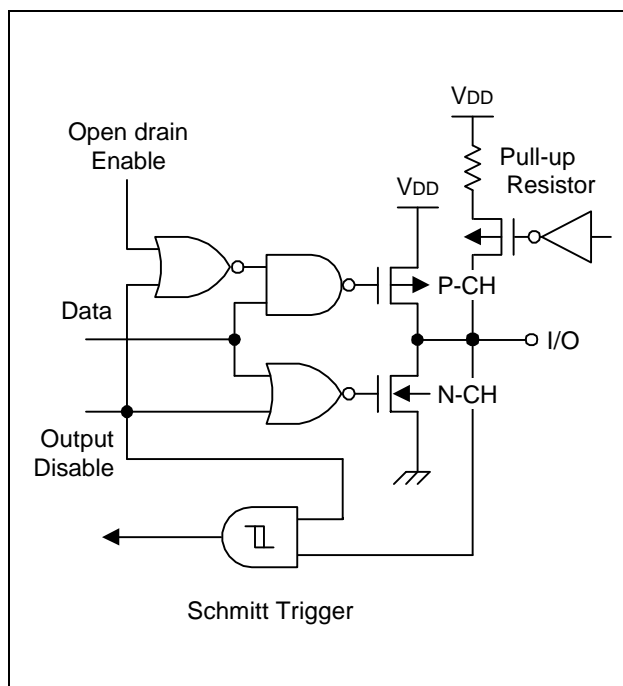 VDD
Open drain
Enable
Pull-up
Resistor
VDD
P-CH
Data
I/O
N-CH
Output
Disable
Schmitt Trigger